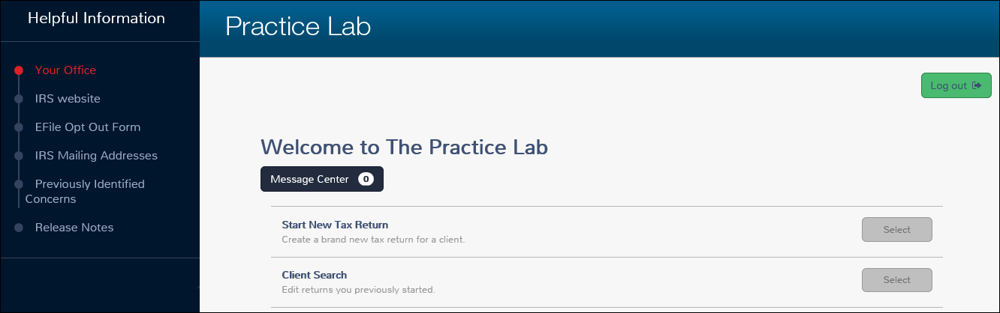 Helpful Information
Practice Lab
Your Office
IRS website
EFile Opt Out Form
IRS Mailing Addresses
Previously Identified
Concerns
Release Notes
Log out
Welcome to The Practice Lab
Message Center 0
Start New Tax Return
Create a brand new tax return for a client.
Select
Client Search
Edit returns you previously started.
Select